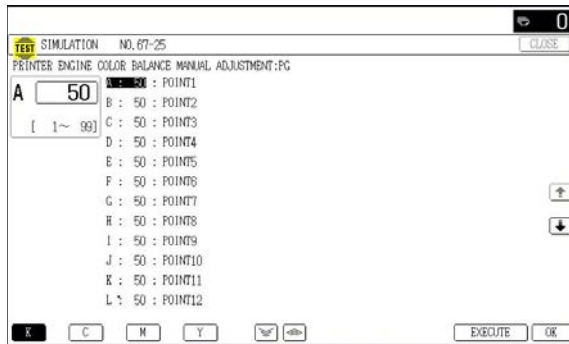 0
TEST SIMULATION NO. 67-25 CLOSE
PRINTER ENGINE COLOR BALANCE MANUAL ADJUSTMENT:PG
A 50
[ 1~ 99]
A : 50 : POINT1
B : 50 : POINT2
C : 50 : POINT3
D : 50 : POINT4
E : 50 : POINT5
F : 50 : POINT6
G : 50 : POINT7
H : 50 : POINT8
I : 50 : POINT9
J : 50 : POINT10
K : 50 : POINT11
L : 50 : POINT12
K C M Y EXECUTE OK